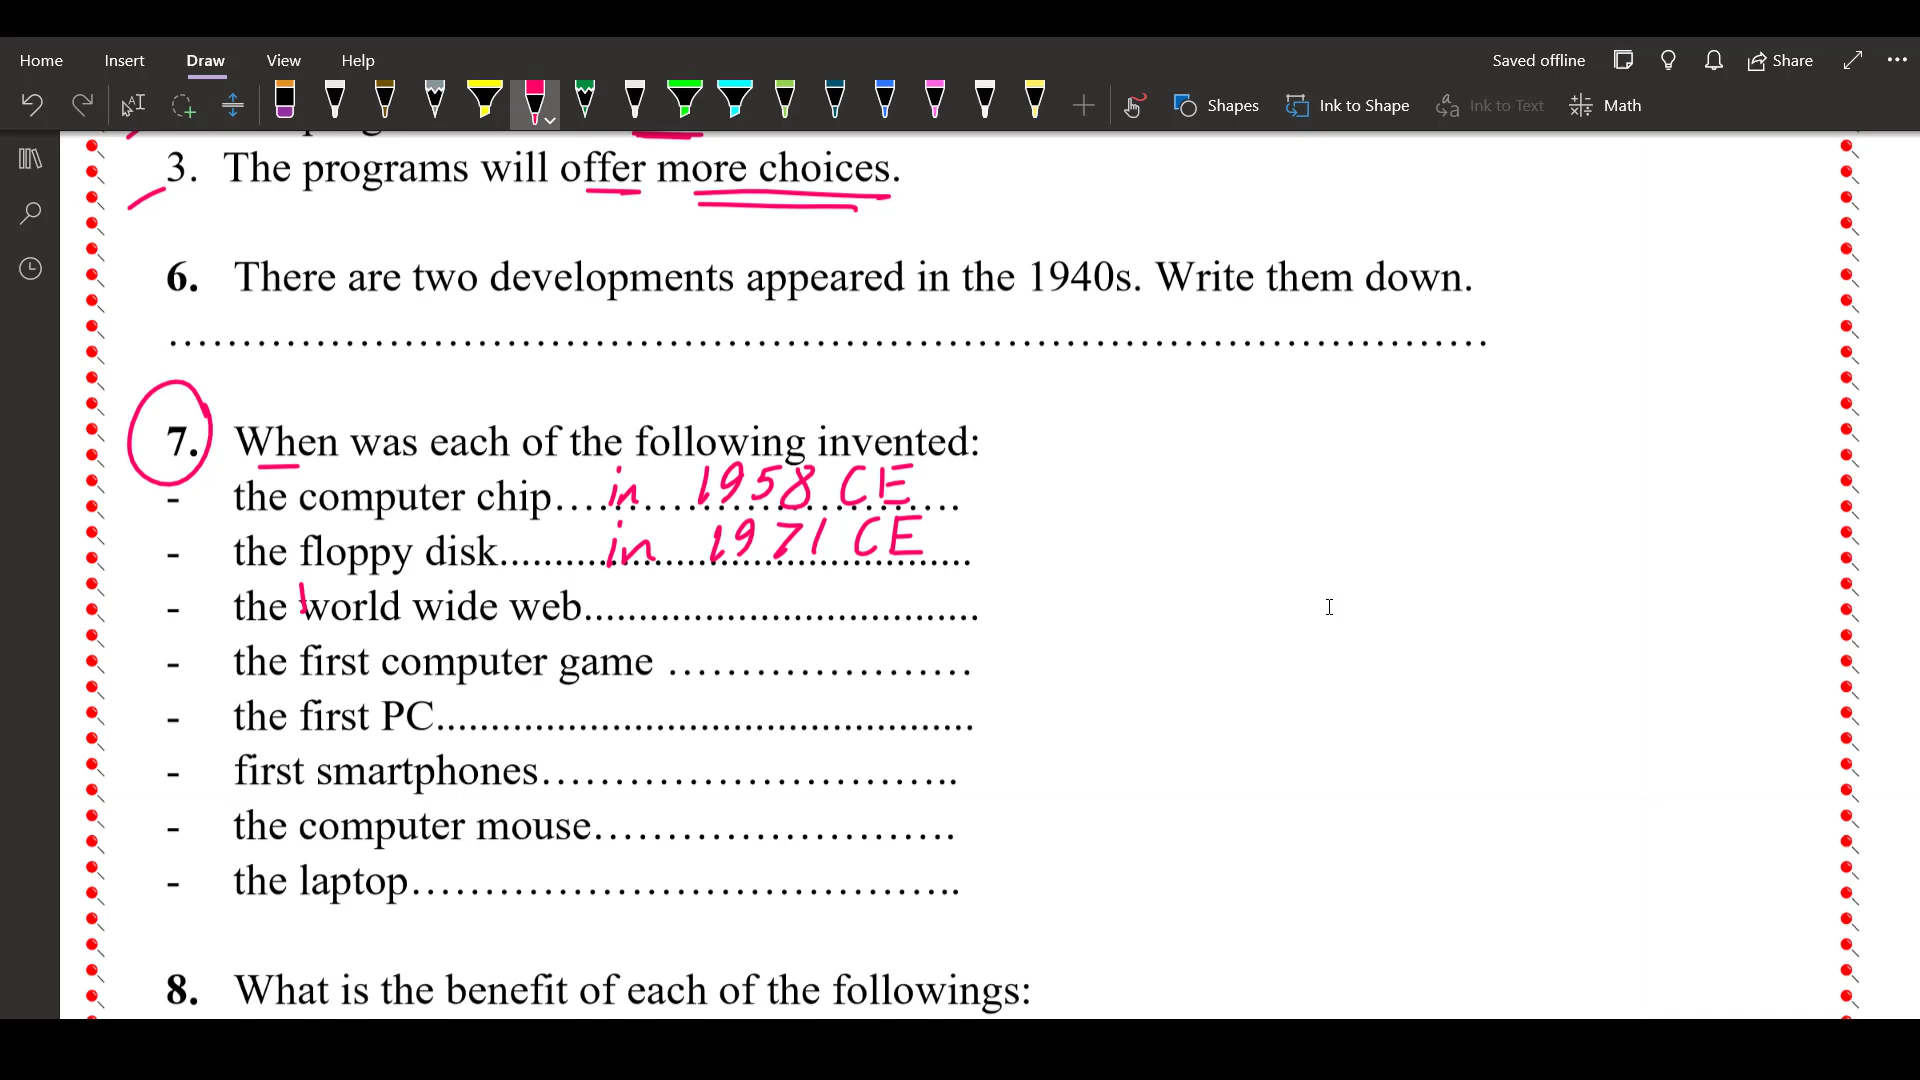 Home Insert Draw View Help Saved offline Share
Shapes Ink to Shape Ink to Text Math
3. The programs will offer more choices.
6. There are two developments appeared in the 1940s. Write them down.
……………………………………………………………………………
7. When was each of the following invented:
- the computer chip.... in 1958 CE
- the floppy disk.......... in 1971 CE
- the world wide web....................................
- the first computer game …………………
- the first PC.................................................
- first smartphones………………………..
- the computer mouse……………………
- the laptop………………………………..
8. What is the benefit of each of the followings: